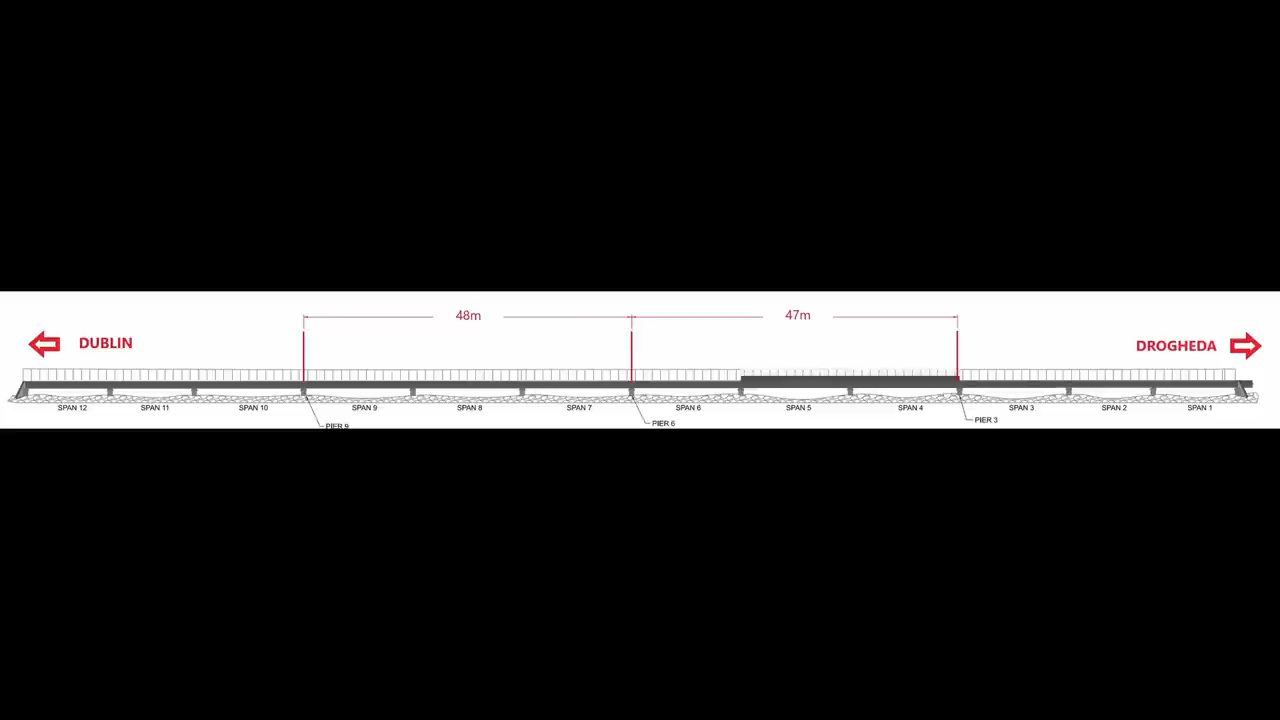 48m
47m
DUBLIN
DROGHEDA
SPAN 12
SPAN 11
SPAN 10
SPAN 9
SPAN 8
SPAN 7
SPAN 6
SPAN 5
SPAN 4
SPAN 3
SPAN 2
SPAN 1
PIER 9
PIER 6
PIER 3